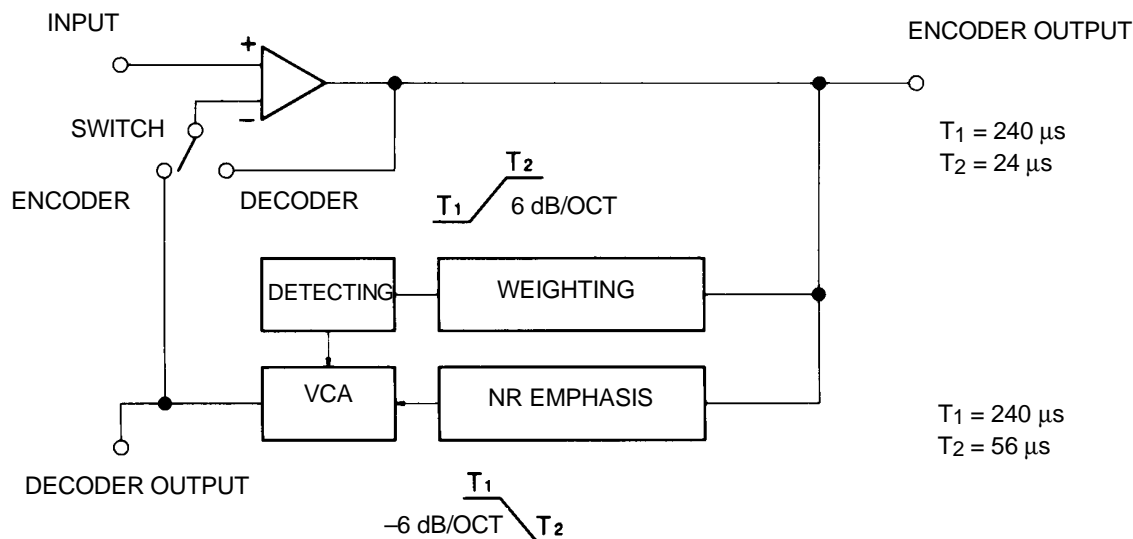 INPUT
ENCODER OUTPUT
+
−
SWITCH
T1 = 240 μs
T2 = 24 μs
ENCODER
DECODER
T2
T1
6 dB/OCT
DETECTING
WEIGHTING
VCA
NR EMPHASIS
T1 = 240 μs
T2 = 56 μs
DECODER OUTPUT
T1
–6 dB/OCT
T2